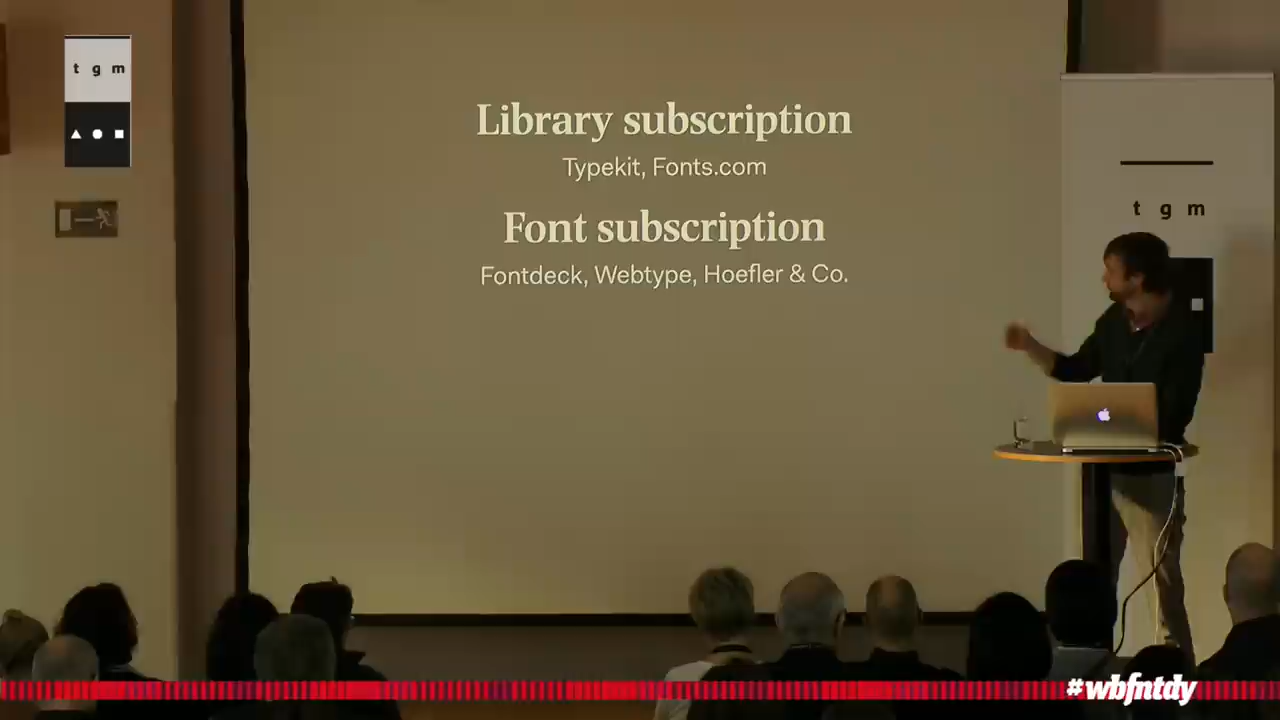 t g m
Library subscription
Typekit, Fonts.com
Font subscription
Fontdeck, Webtype, Hoefler & Co.
t g m
#wbfntdy